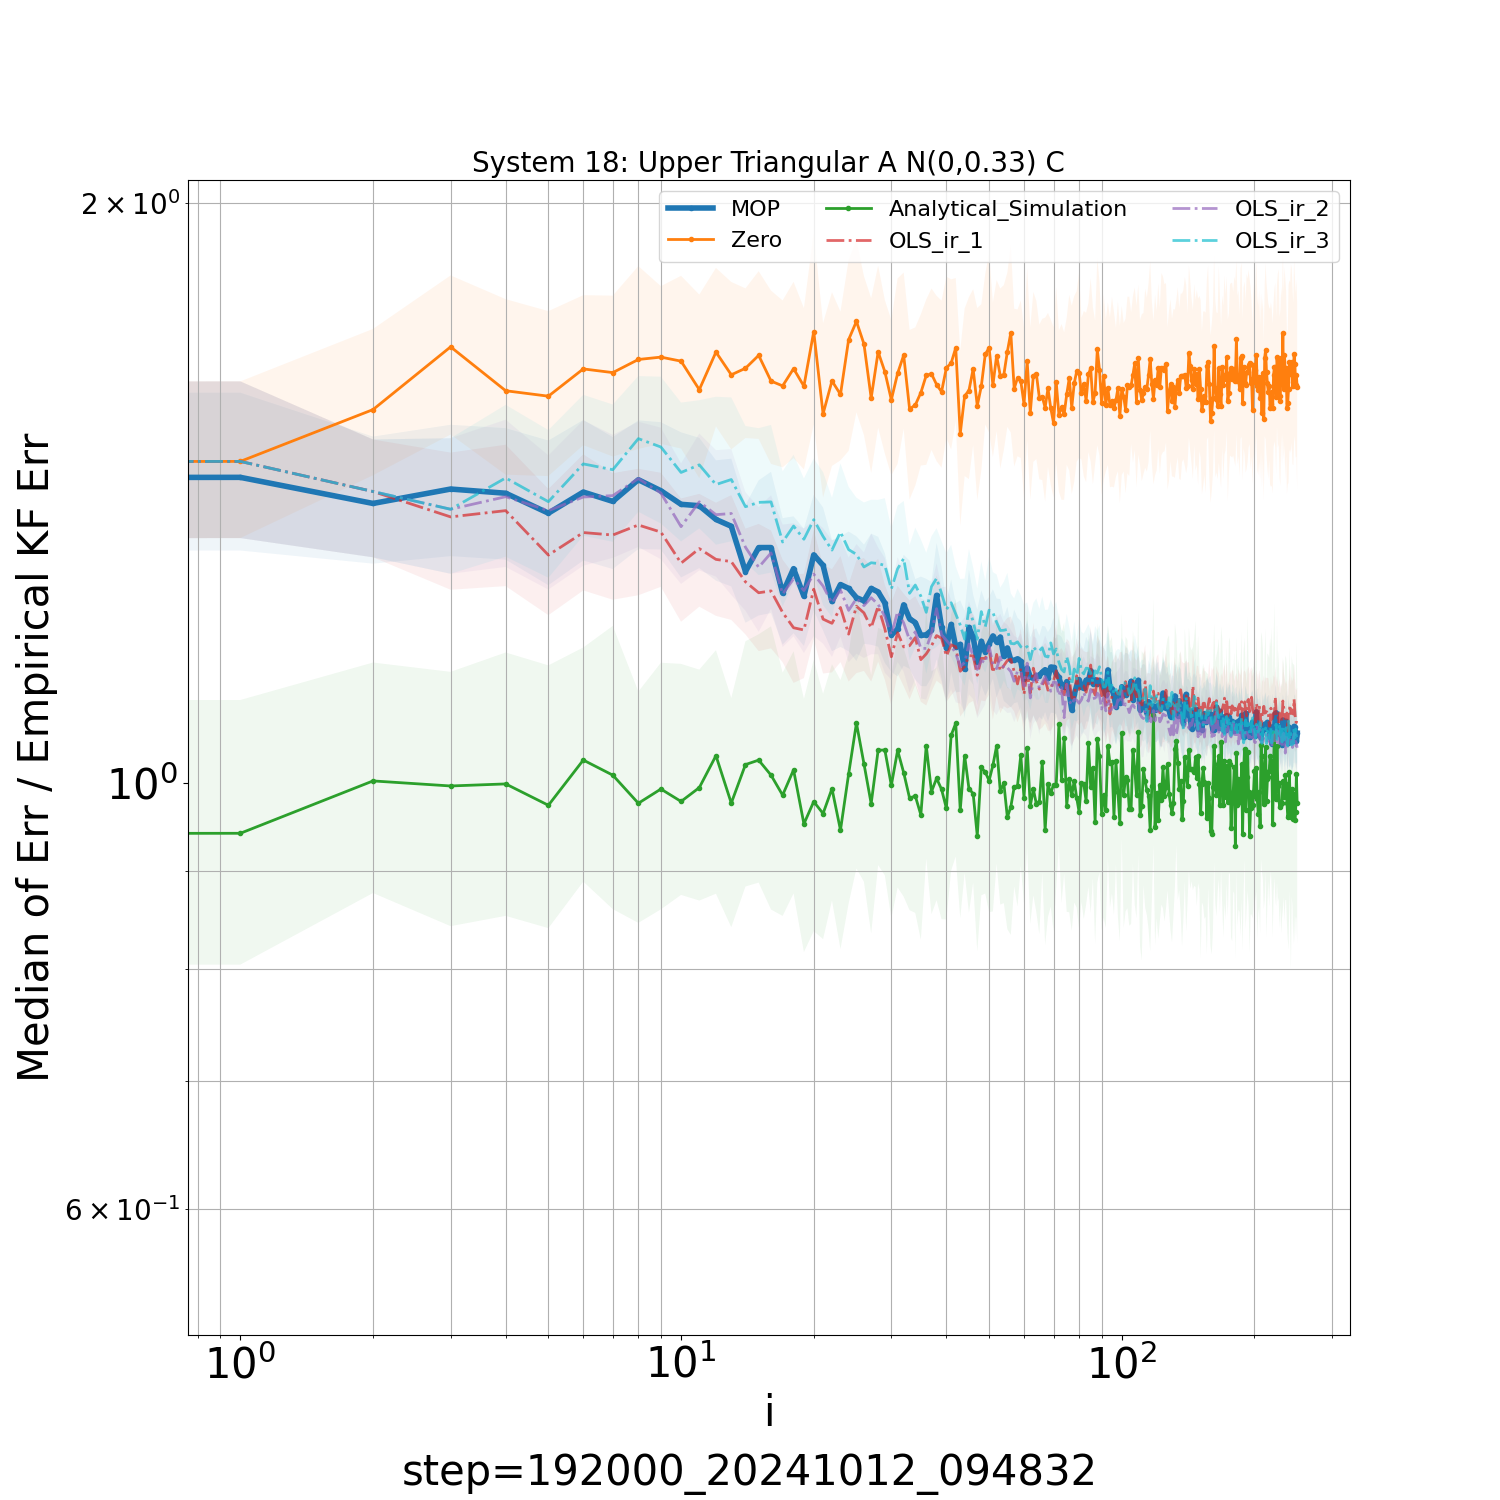 System 18: Upper Triangular A N(0,0.33) C
MOP
Zero
Analytical_Simulation
OLS_ir_1
OLS_ir_2
OLS_ir_3
Median of Err / Empirical KF Err
2 × 10⁰
10⁰
6 × 10⁻¹
10⁰ 10¹ 10²
i
step=192000_20241012_094832